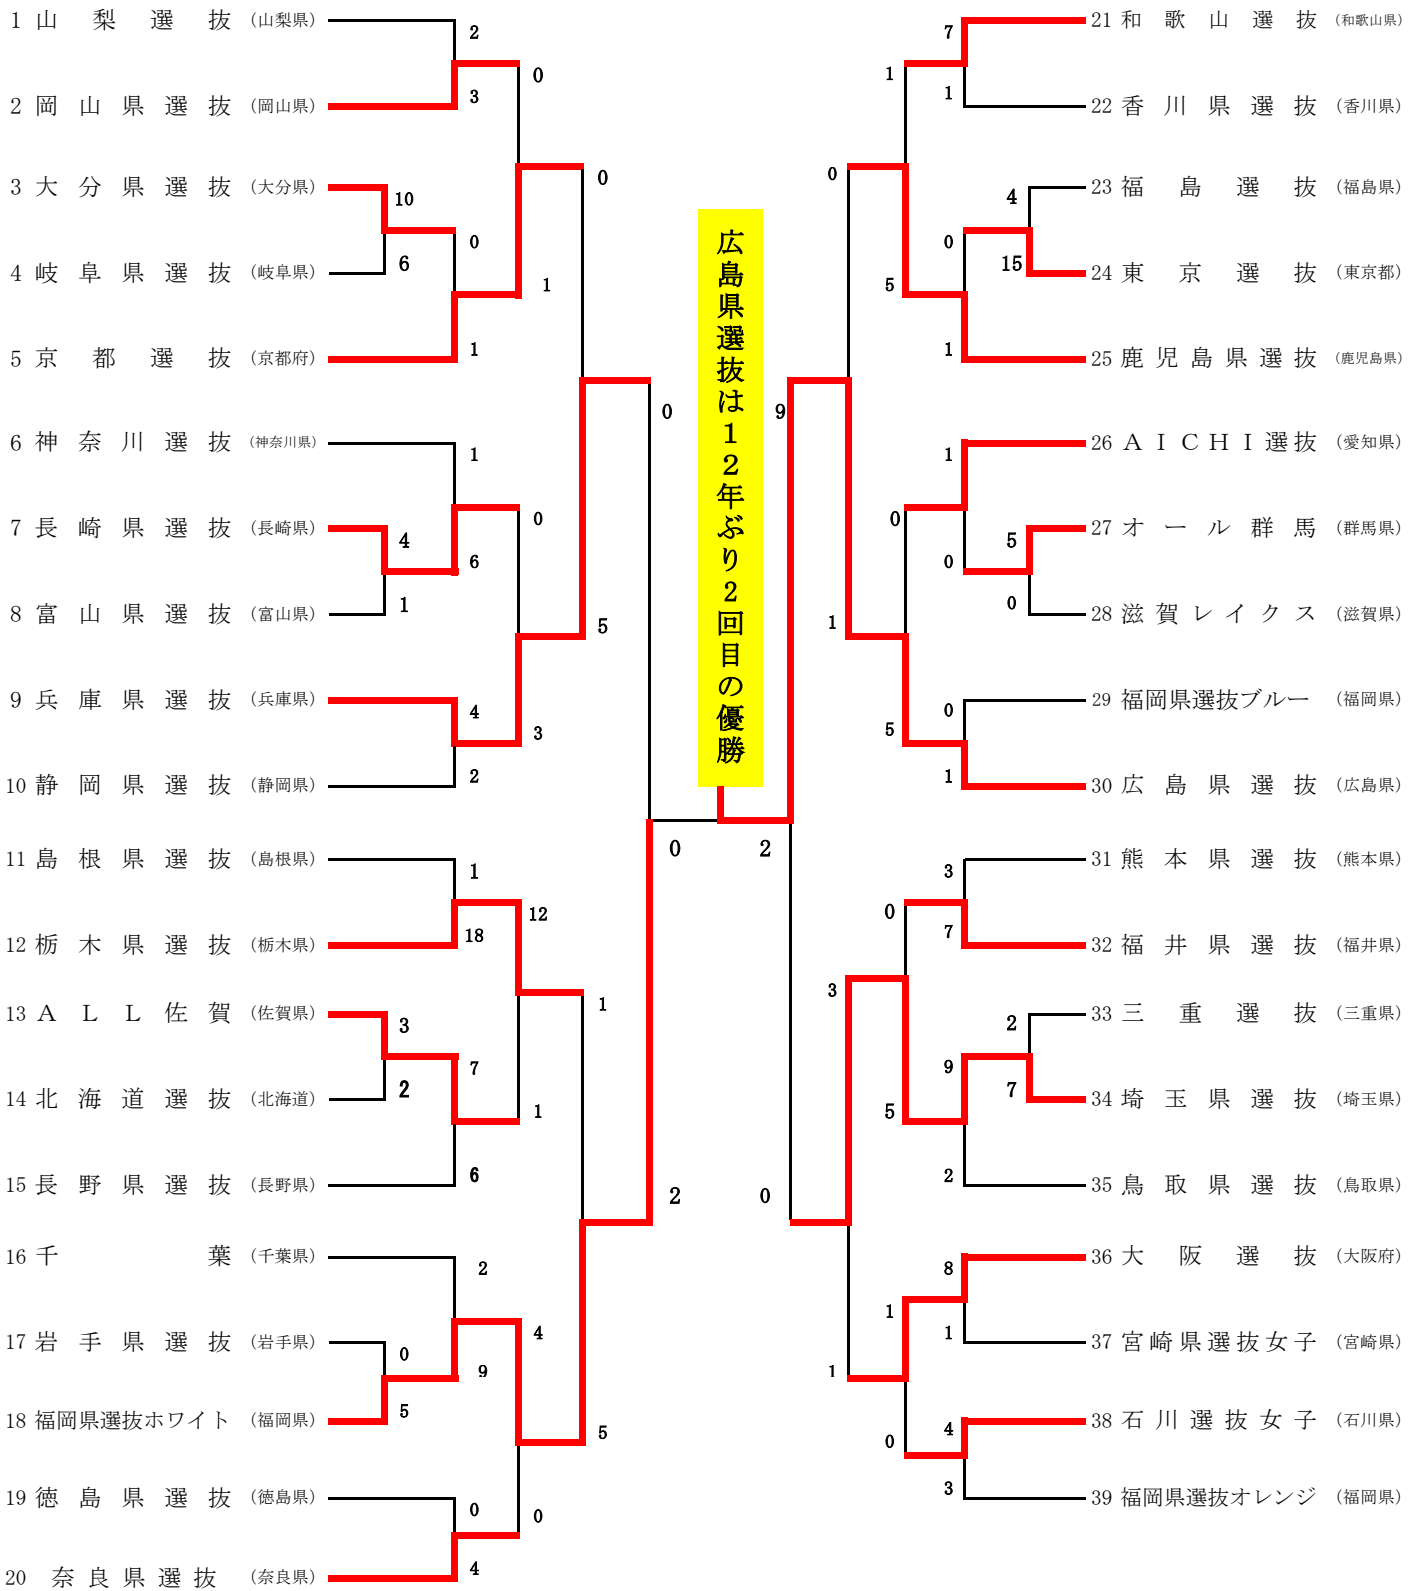 1 山梨選抜 (山梨県)
2
2 岡山県選抜 (岡山県)
3
0
3 大分県選抜 (大分県)
10
4 岐阜県選抜 (岐阜県)
6
0
5 京都選抜 (京都府)
1
1
0
6 神奈川選抜 (神奈川県)
1
7 長崎県選抜 (長崎県)
4
8 富山県選抜 (富山県)
1
6
0
9 兵庫県選抜 (兵庫県)
4
10 静岡県選抜 (静岡県)
2
3
5
0
11 島根県選抜 (島根県)
1
12 栃木県選抜 (栃木県)
18
12
13 ALL佐賀 (佐賀県)
3
14 北海道選抜 (北海道)
2
7
15 長野県選抜 (長野県)
6
1
1
16 千葉 (千葉県)
2
17 岩手県選抜 (岩手県)
0
18 福岡県選抜ホワイト (福岡県)
5
9
4
19 徳島県選抜 (徳島県)
0
20 奈良県選抜 (奈良県)
4
0
5
2
0
広島県選抜は12年ぶり2回目の優勝
2
21 和歌山選抜 (和歌山県)
7
22 香川県選抜 (香川県)
1
1
23 福島選抜 (福島県)
4
24 東京選抜 (東京都)
15
0
25 鹿児島県選抜 (鹿児島県)
1
5
0
26 AICHI選抜 (愛知県)
1
27 オール群馬 (群馬県)
5
28 滋賀レイクス (滋賀県)
0
0
0
29 福岡県選抜ブルー (福岡県)
0
30 広島県選抜 (広島県)
1
5
1
9
31 熊本県選抜 (熊本県)
3
32 福井県選抜 (福井県)
7
0
33 三重選抜 (三重県)
2
34 埼玉県選抜 (埼玉県)
7
9
35 鳥取県選抜 (鳥取県)
2
5
3
36 大阪選抜 (大阪府)
8
37 宮崎県選抜女子 (宮崎県)
1
1
38 石川選抜女子 (石川県)
4
39 福岡県選抜オレンジ (福岡県)
3
0
1
0